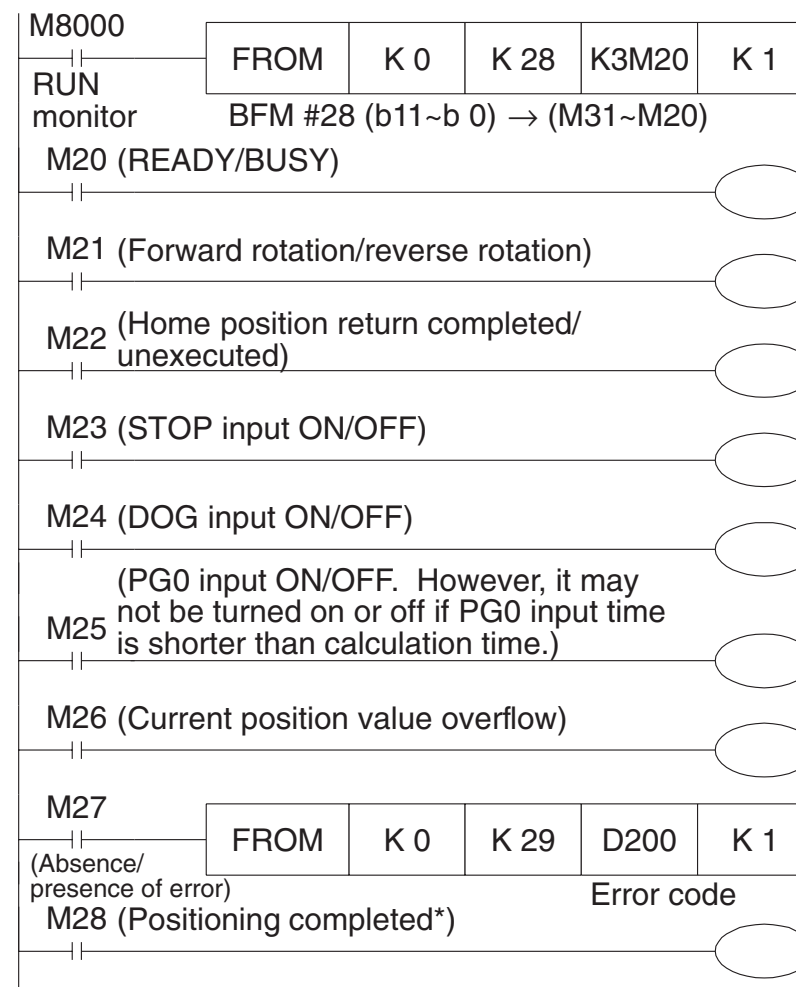 M8000
FROM K 0 K 28 K3M20 K 1
RUN
monitor
BFM #28 (b11~b 0) → (M31~M20)
M20 (READY/BUSY)
M21 (Forward rotation/reverse rotation)
M22 (Home position return completed/
unexecuted)
M23 (STOP input ON/OFF)
M24 (DOG input ON/OFF)
(PG0 input ON/OFF. However, it may
not be turned on or off if PG0 input time
M25 is shorter than calculation time.)
M26 (Current position value overflow)
M27
FROM K 0 K 29 D200 K 1
(Absence/
presence of error)
Error code
M28 (Positioning completed*)